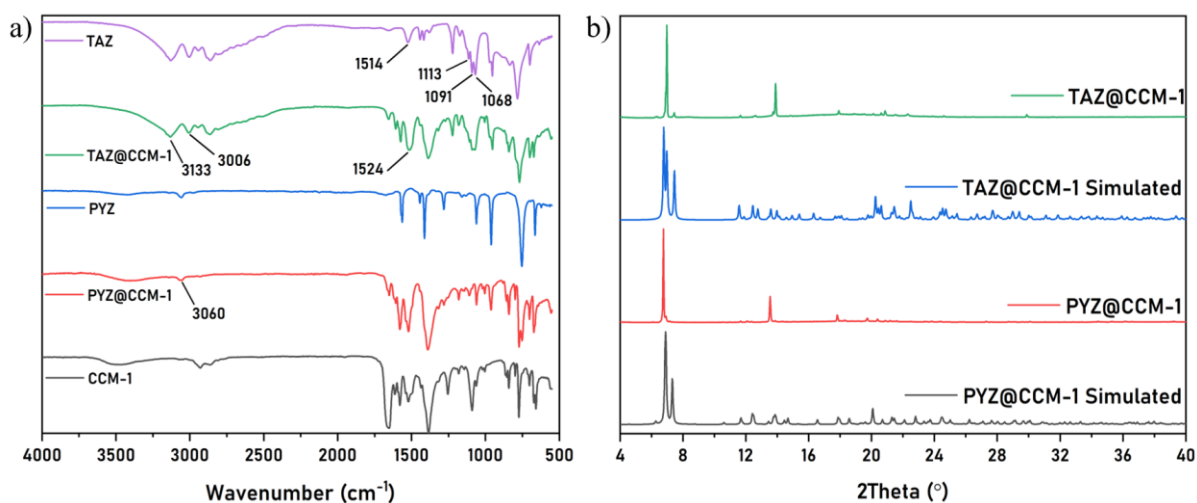 a)
TAZ
1514
1113
1091
1068
TAZ@CCM-1
3133
3006
1524
PYZ
PYZ@CCM-1
3060
CCM-1
4000 3500 3000 2500 2000 1500 1000 500
Wavenumber (cm⁻¹)
b)
TAZ@CCM-1
TAZ@CCM-1 Simulated
PYZ@CCM-1
PYZ@CCM-1 Simulated
4 8 12 16 20 24 28 32 36 40
2Theta (°)